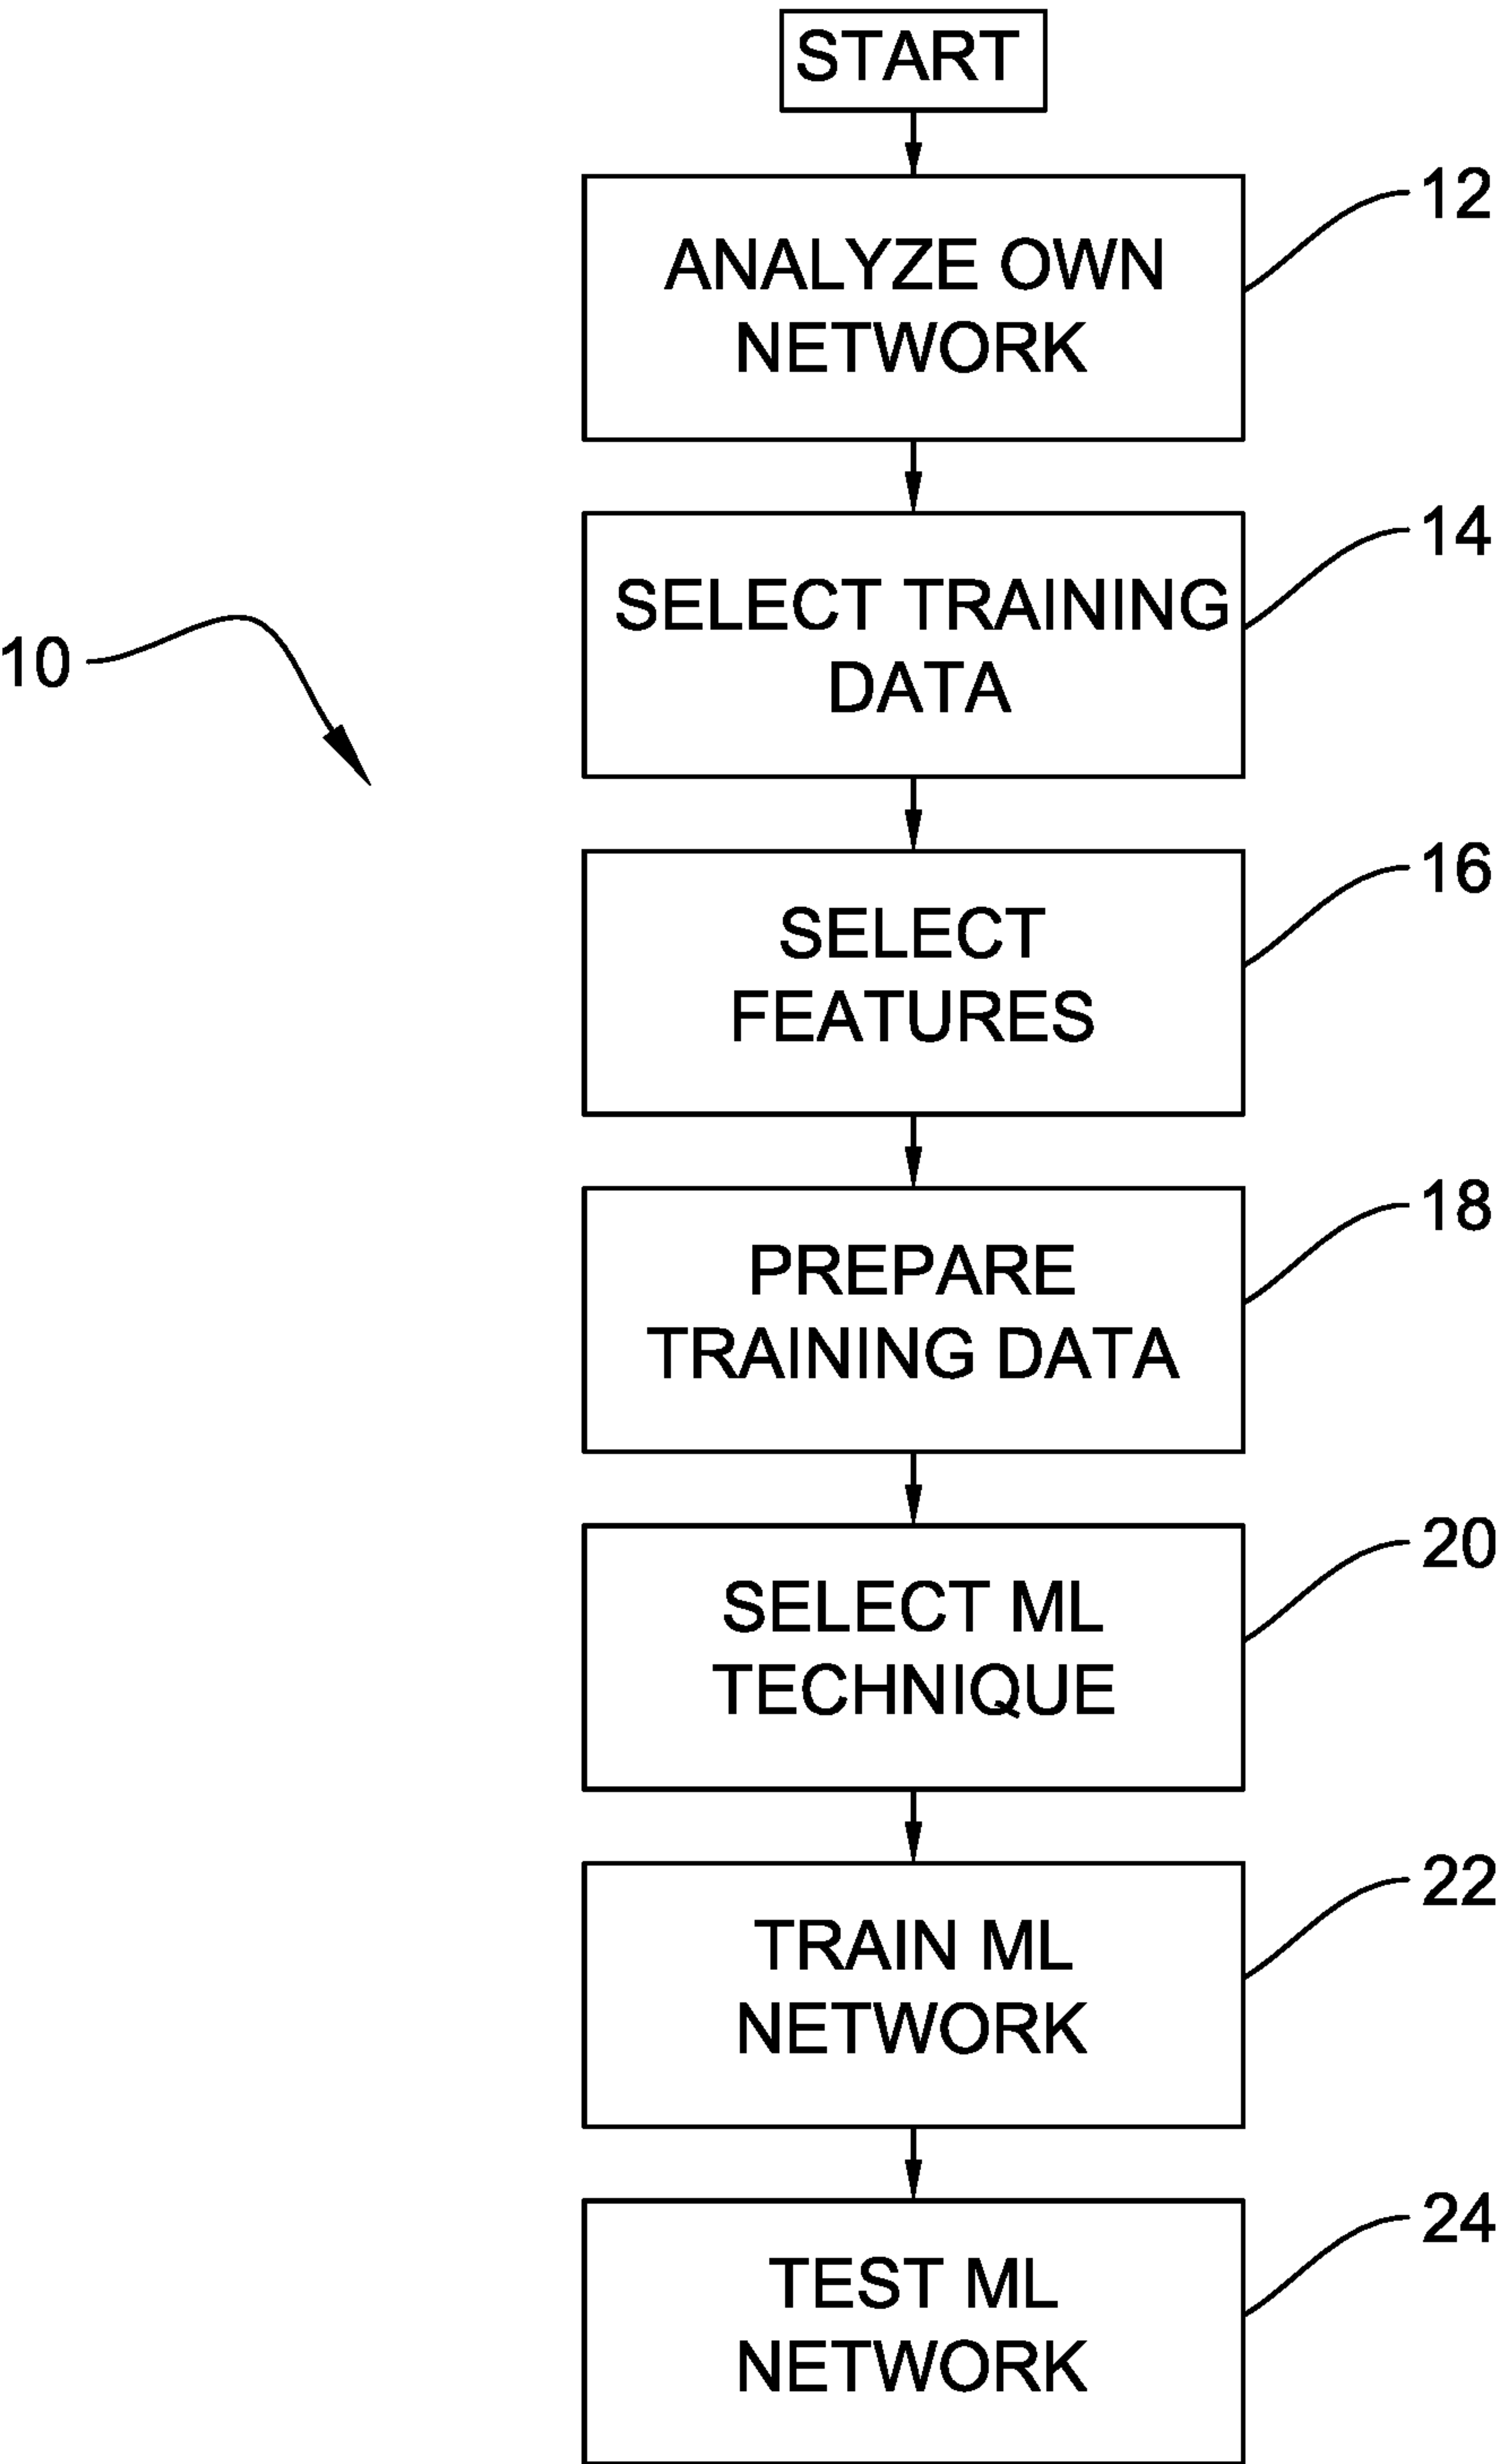 START
12
ANALYZE OWN
NETWORK
14
SELECT TRAINING
DATA
10
16
SELECT
FEATURES
18
PREPARE
TRAINING DATA
20
SELECT ML
TECHNIQUE
22
TRAIN ML
NETWORK
24
TEST ML
NETWORK